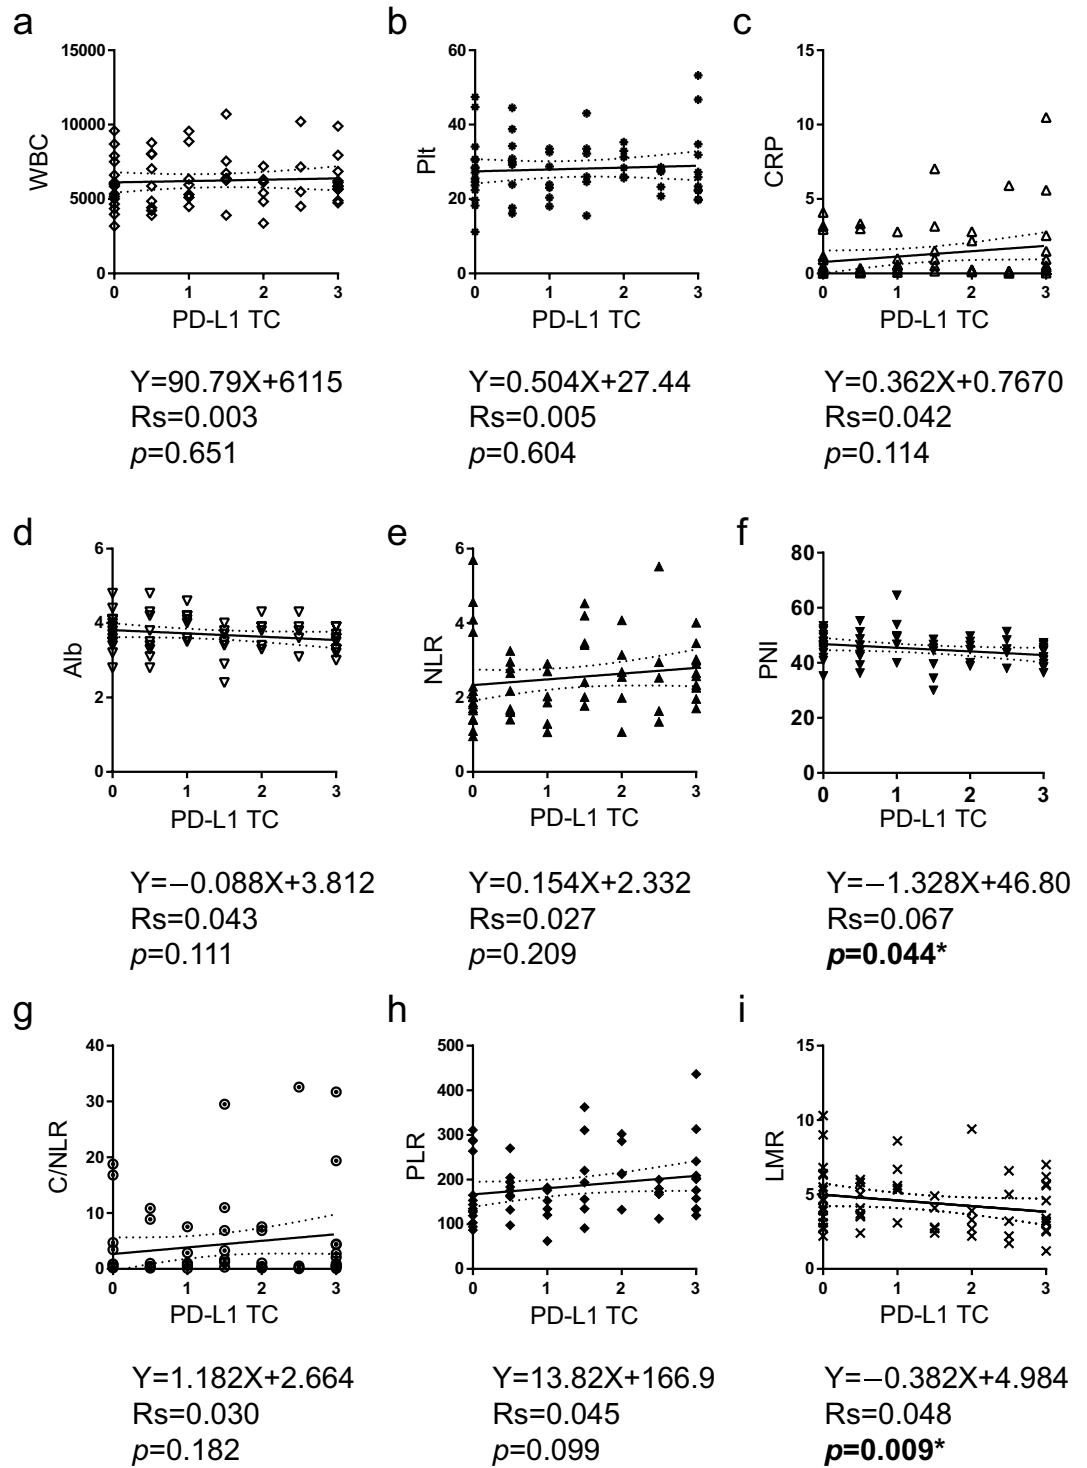 a
15000
10000
5000
0
WBC
0 1 2 3
PD-L1 TC
Y=90.79X+6115
Rs=0.003
p=0.651
b
60
40
20
0
Plt
0 1 2 3
PD-L1 TC
Y=0.504X+27.44
Rs=0.005
p=0.604
c
15
10
5
0
CRP
0 1 2 3
PD-L1 TC
Y=0.362X+0.7670
Rs=0.042
p=0.114
d
6
4
2
0
Alb
0 1 2 3
PD-L1 TC
Y=−0.088X+3.812
Rs=0.043
p=0.111
e
6
4
2
0
NLR
0 1 2 3
PD-L1 TC
Y=0.154X+2.332
Rs=0.027
p=0.209
f
80
60
40
20
0
PNI
0 1 2 3
PD-L1 TC
Y=−1.328X+46.80
Rs=0.067
p=0.044*
g
40
30
20
10
0
C/NLR
0 1 2 3
PD-L1 TC
Y=1.182X+2.664
Rs=0.030
p=0.182
h
500
400
300
200
100
0
PLR
0 1 2 3
PD-L1 TC
Y=13.82X+166.9
Rs=0.045
p=0.099
i
15
10
5
0
LMR
0 1 2 3
PD-L1 TC
Y=−0.382X+4.984
Rs=0.048
p=0.009*